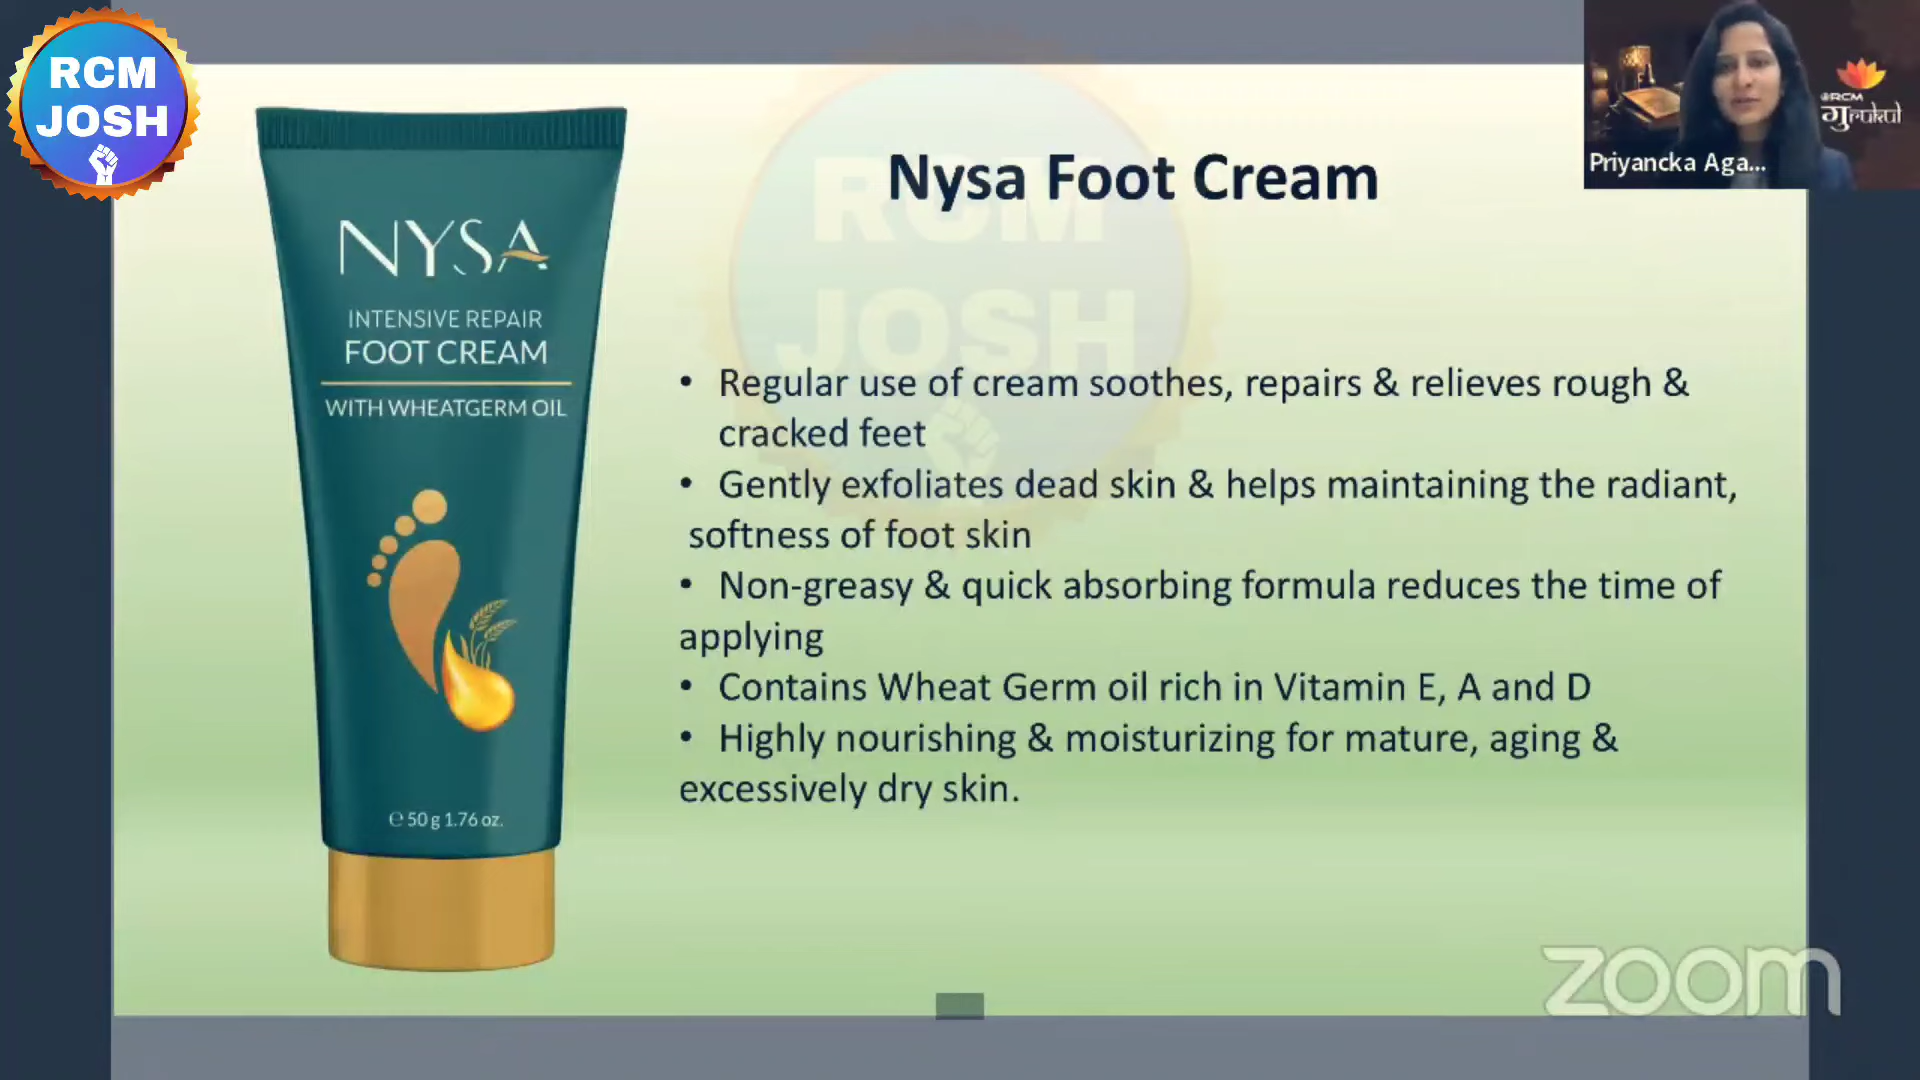 RCM
JOSH
NYSA
INTENSIVE REPAIR
FOOT CREAM
WITH WHEATGERM OIL
℮ 50 g 1.76 oz.
Nysa Foot Cream
RCM
JOSH
• Regular use of cream soothes, repairs & relieves rough &
cracked feet
• Gently exfoliates dead skin & helps maintaining the radiant,
softness of foot skin
• Non-greasy & quick absorbing formula reduces the time of
applying
• Contains Wheat Germ oil rich in Vitamin E, A and D
• Highly nourishing & moisturizing for mature, aging &
excessively dry skin.
Priyancka Aga...
@RCM
गुrukul
zoom